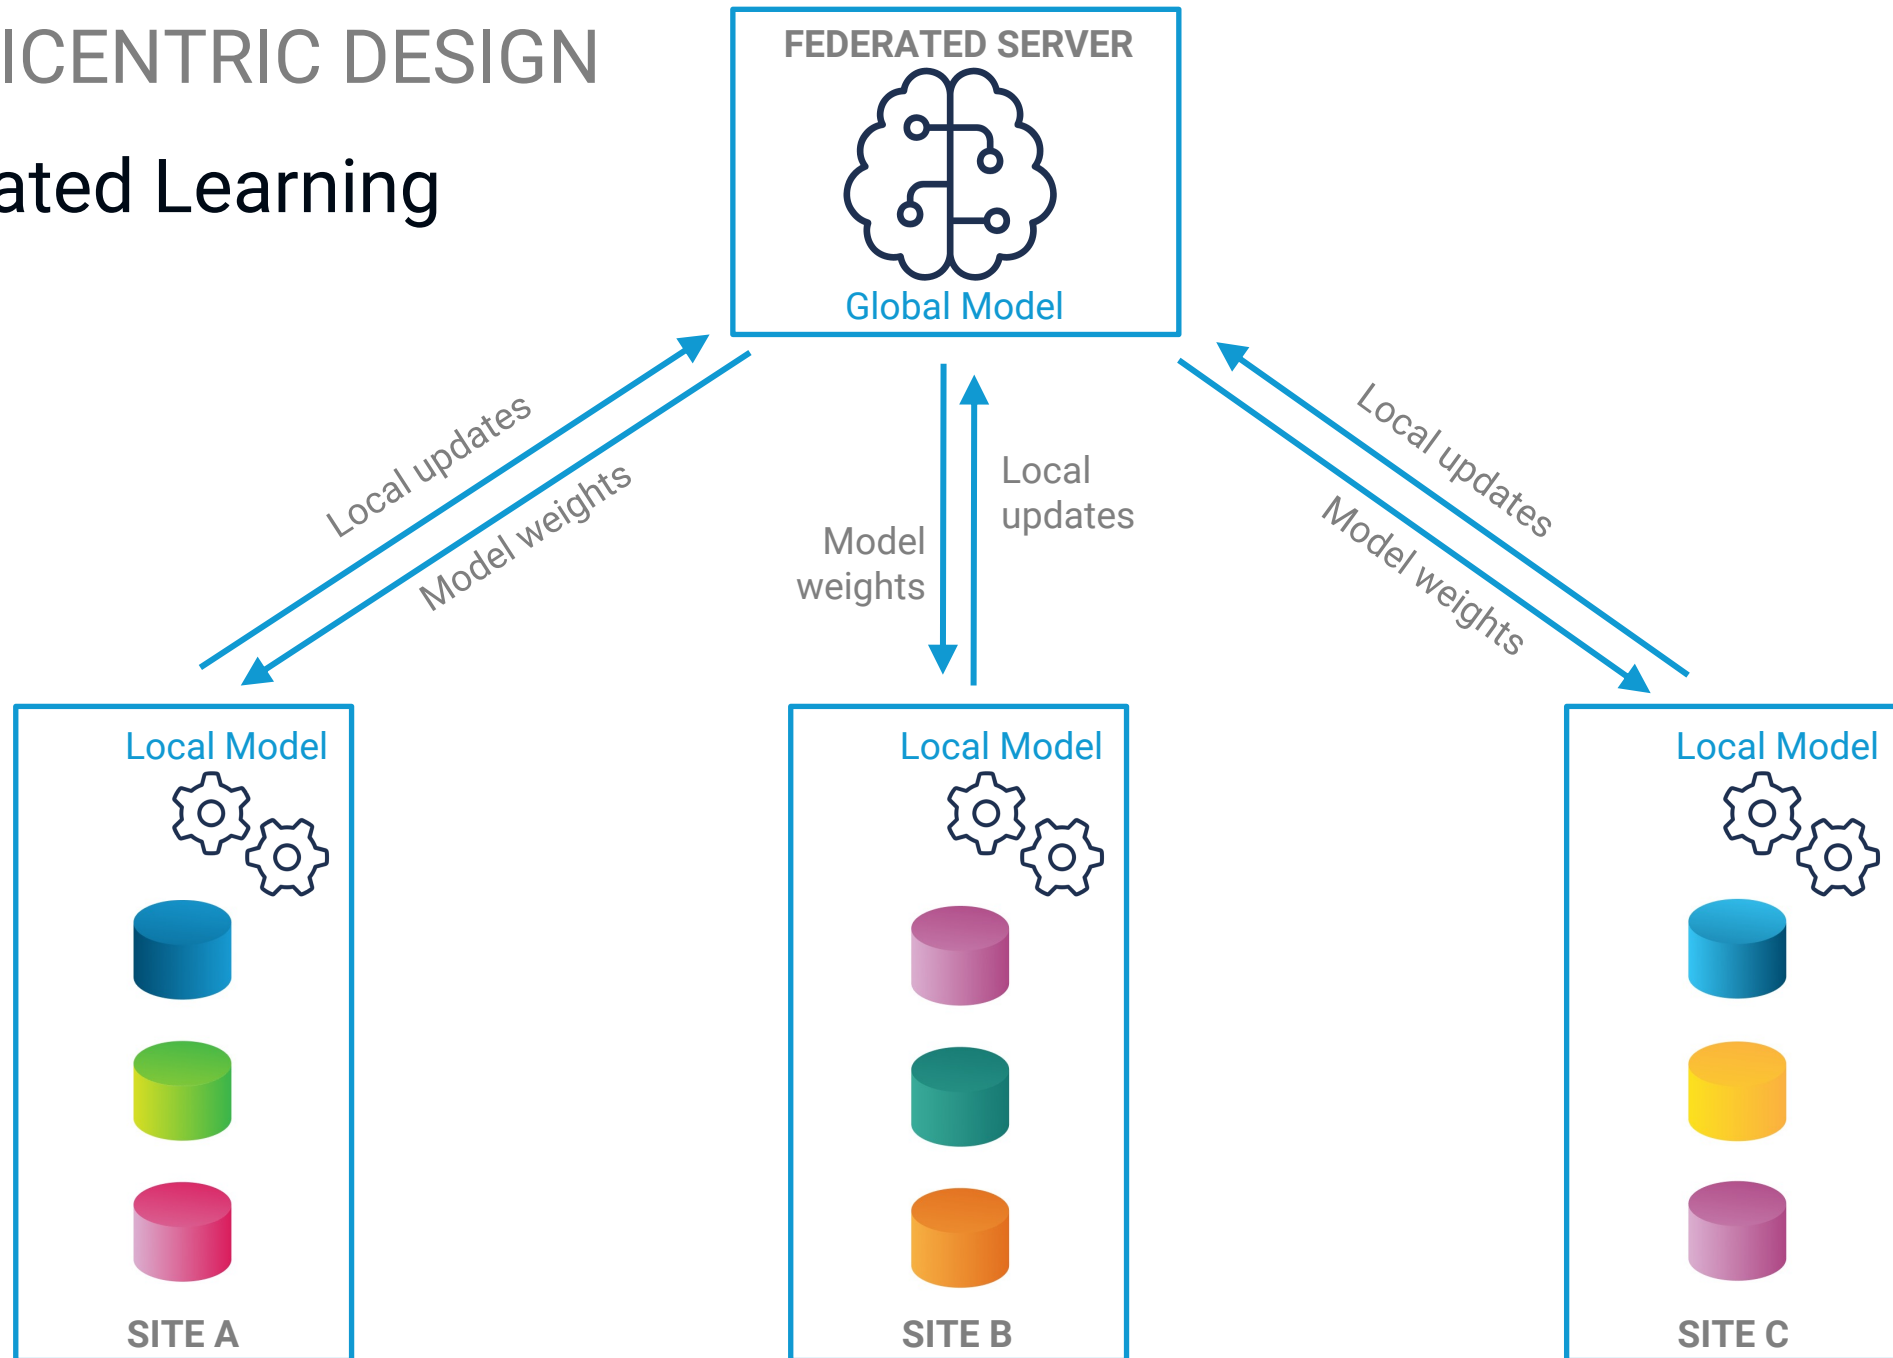 ICENTRIC DESIGN
ated Learning
FEDERATED SERVER
Global Model
Local updates
Model weights
Model
weights
Local
updates
Local updates
Model weights
Local Model
Local Model
Local Model
SITE A
SITE B
SITE C